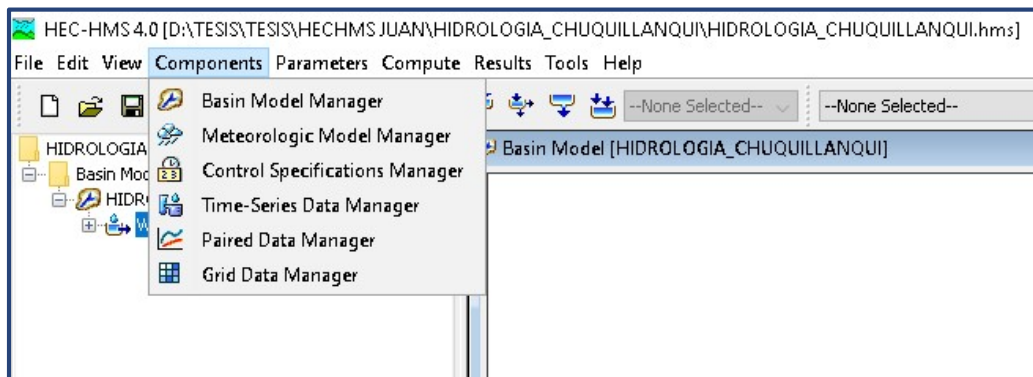 HEC-HMS 4.0 [D:\TESIS\TESIS\HECHMS JUAN\HIDROLOGIA_CHUQUILLANQUI\HIDROLOGIA_CHUQUILLANQUI.hms]
File Edit View Components Parameters Compute Results Tools Help
--None Selected-- --None Selected--
Basin Model Manager
Meteorologic Model Manager
Control Specifications Manager
Time-Series Data Manager
Paired Data Manager
Grid Data Manager
HIDROLOGIA
Basin Mod
HIDR
W
Basin Model [HIDROLOGIA_CHUQUILLANQUI]